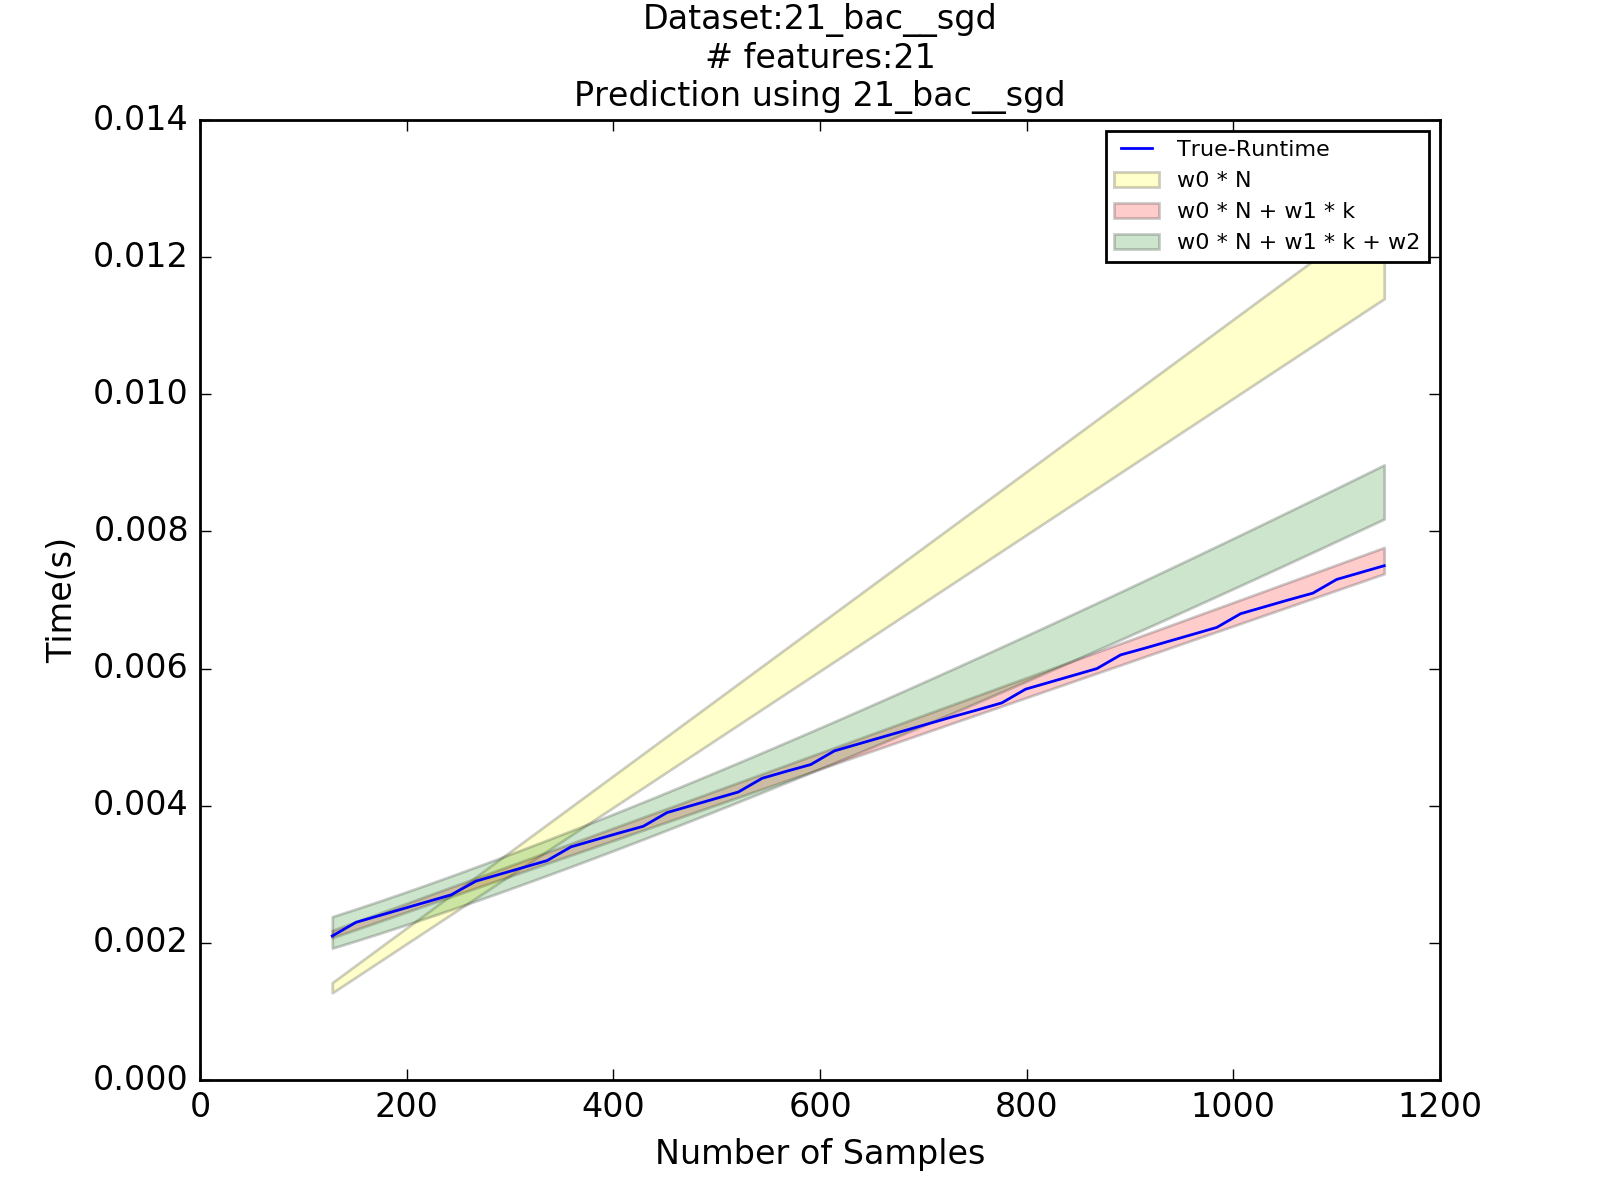 Dataset:21_bac__sgd
# features:21
Prediction using 21_bac__sgd
0.014
0.012
0.010
0.008
0.006
0.004
0.002
0.000
Time(s)
True-Runtime
w0 * N
w0 * N + w1 * k
w0 * N + w1 * k + w2
0 200 400 600 800 1000 1200
Number of Samples